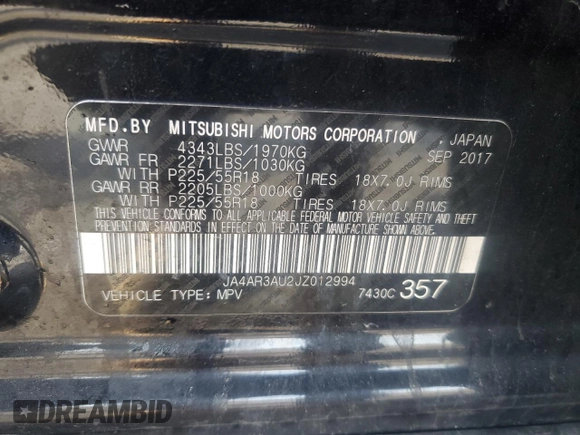 MFD.BY MITSUBISHI MOTORS CORPORATION , JAPAN
GVWR 4343LBS/1970KG SEP 2017
GAWR FR 2271LBS/1030KG
WITH P225/55R18 TIRES 18X7.0J RIMS
GAWR RR 2205LBS/1000KG
WITH P225/55R18 TIRES 18X7.0J RIMS
THIS VEHICLE CONFORMS TO ALL APPLICABLE FEDERAL MOTOR VEHICLE SAFETY AND THEFT
PREVENTION STANDARDS IN EFFECT ON THE DATE OF MANUFACTURE SHOWN ABOVE.
JA4AR3AU2JZ012994
VEHICLE TYPE: MPV 7430C 357
DREAMBID